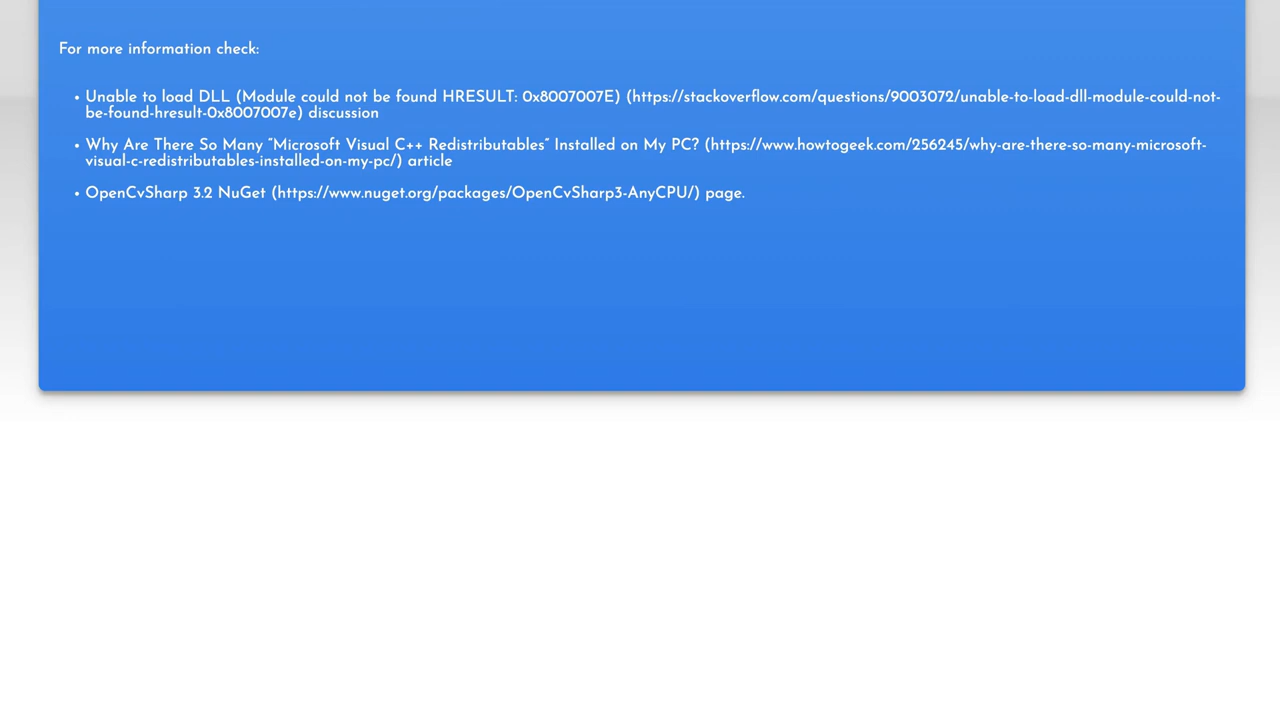 For more information check:
• Unable to load DLL (Module could not be found HRESULT: 0x8007007E) (https://stackoverflow.com/questions/9003072/unable-to-load-dll-module-could-not-
be-found-hresult-0x8007007e) discussion
• Why Are There So Many “Microsoft Visual C++ Redistributables” Installed on My PC? (https://www.howtogeek.com/256245/why-are-there-so-many-microsoft-
visual-c-redistributables-installed-on-my-pc/) article
• OpenCvSharp 3.2 NuGet (https://www.nuget.org/packages/OpenCvSharp3-AnyCPU/) page.